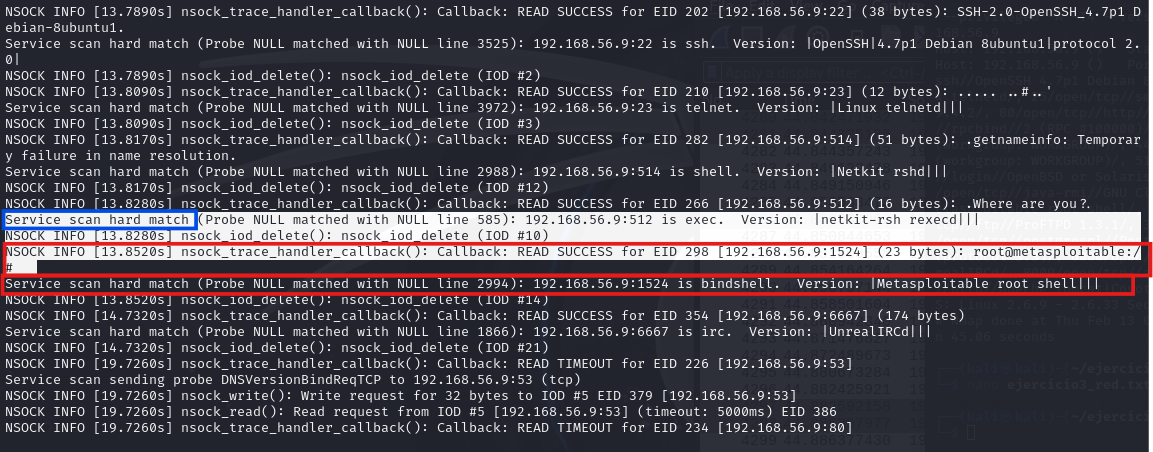 NSOCK INFO [13.7890s] nsock_trace_handler_callback(): Callback: READ SUCCESS for EID 202 [192.168.56.9:22] (38 bytes): SSH-2.0-OpenSSH_4.7p1 D
ebian-8ubuntu1.
Service scan hard match (Probe NULL matched with NULL line 3525): 192.168.56.9:22 is ssh.  Version: |OpenSSH|4.7p1 Debian 8ubuntu1|protocol 2.
0|
NSOCK INFO [13.7890s] nsock_iod_delete(): nsock_iod_delete (IOD #2)
NSOCK INFO [13.8090s] nsock_trace_handler_callback(): Callback: READ SUCCESS for EID 210 [192.168.56.9:23] (12 bytes): ..... ..#..'
Service scan hard match (Probe NULL matched with NULL line 3972): 192.168.56.9:23 is telnet.  Version: |Linux telnetd|||
NSOCK INFO [13.8090s] nsock_iod_delete(): nsock_iod_delete (IOD #3)
NSOCK INFO [13.8170s] nsock_trace_handler_callback(): Callback: READ SUCCESS for EID 282 [192.168.56.9:514] (51 bytes): .getnameinfo: Temporar
y failure in name resolution.
Service scan hard match (Probe NULL matched with NULL line 2988): 192.168.56.9:514 is shell.  Version: |Netkit rshd|||
NSOCK INFO [13.8170s] nsock_iod_delete(): nsock_iod_delete (IOD #12)
NSOCK INFO [13.8280s] nsock_trace_handler_callback(): Callback: READ SUCCESS for EID 266 [192.168.56.9:512] (16 bytes): .Where are you?.
Service scan hard match (Probe NULL matched with NULL line 585): 192.168.56.9:512 is exec.  Version: |netkit-rsh rexecd|||
NSOCK INFO [13.8280s] nsock_iod_delete(): nsock_iod_delete (IOD #10)
NSOCK INFO [13.8520s] nsock_trace_handler_callback(): Callback: READ SUCCESS for EID 298 [192.168.56.9:1524] (23 bytes): root@metasploitable:/
#
Service scan hard match (Probe NULL matched with NULL line 2994): 192.168.56.9:1524 is bindshell.  Version: |Metasploitable root shell|||
NSOCK INFO [13.8520s] nsock_iod_delete(): nsock_iod_delete (IOD #14)
NSOCK INFO [14.7320s] nsock_trace_handler_callback(): Callback: READ SUCCESS for EID 354 [192.168.56.9:6667] (174 bytes)
Service scan hard match (Probe NULL matched with NULL line 1866): 192.168.56.9:6667 is irc.  Version: |UnrealIRCd|||
NSOCK INFO [14.7320s] nsock_iod_delete(): nsock_iod_delete (IOD #21)
NSOCK INFO [19.7260s] nsock_trace_handler_callback(): Callback: READ TIMEOUT for EID 226 [192.168.56.9:53]
Service scan sending probe DNSVersionBindReqTCP to 192.168.56.9:53 (tcp)
NSOCK INFO [19.7260s] nsock_write(): Write request for 32 bytes to IOD #5 EID 379 [192.168.56.9:53]
NSOCK INFO [19.7260s] nsock_read(): Read request from IOD #5 [192.168.56.9:53] (timeout: 5000ms) EID 386
NSOCK INFO [19.7260s] nsock_trace_handler_callback(): Callback: READ TIMEOUT for EID 234 [192.168.56.9:80]